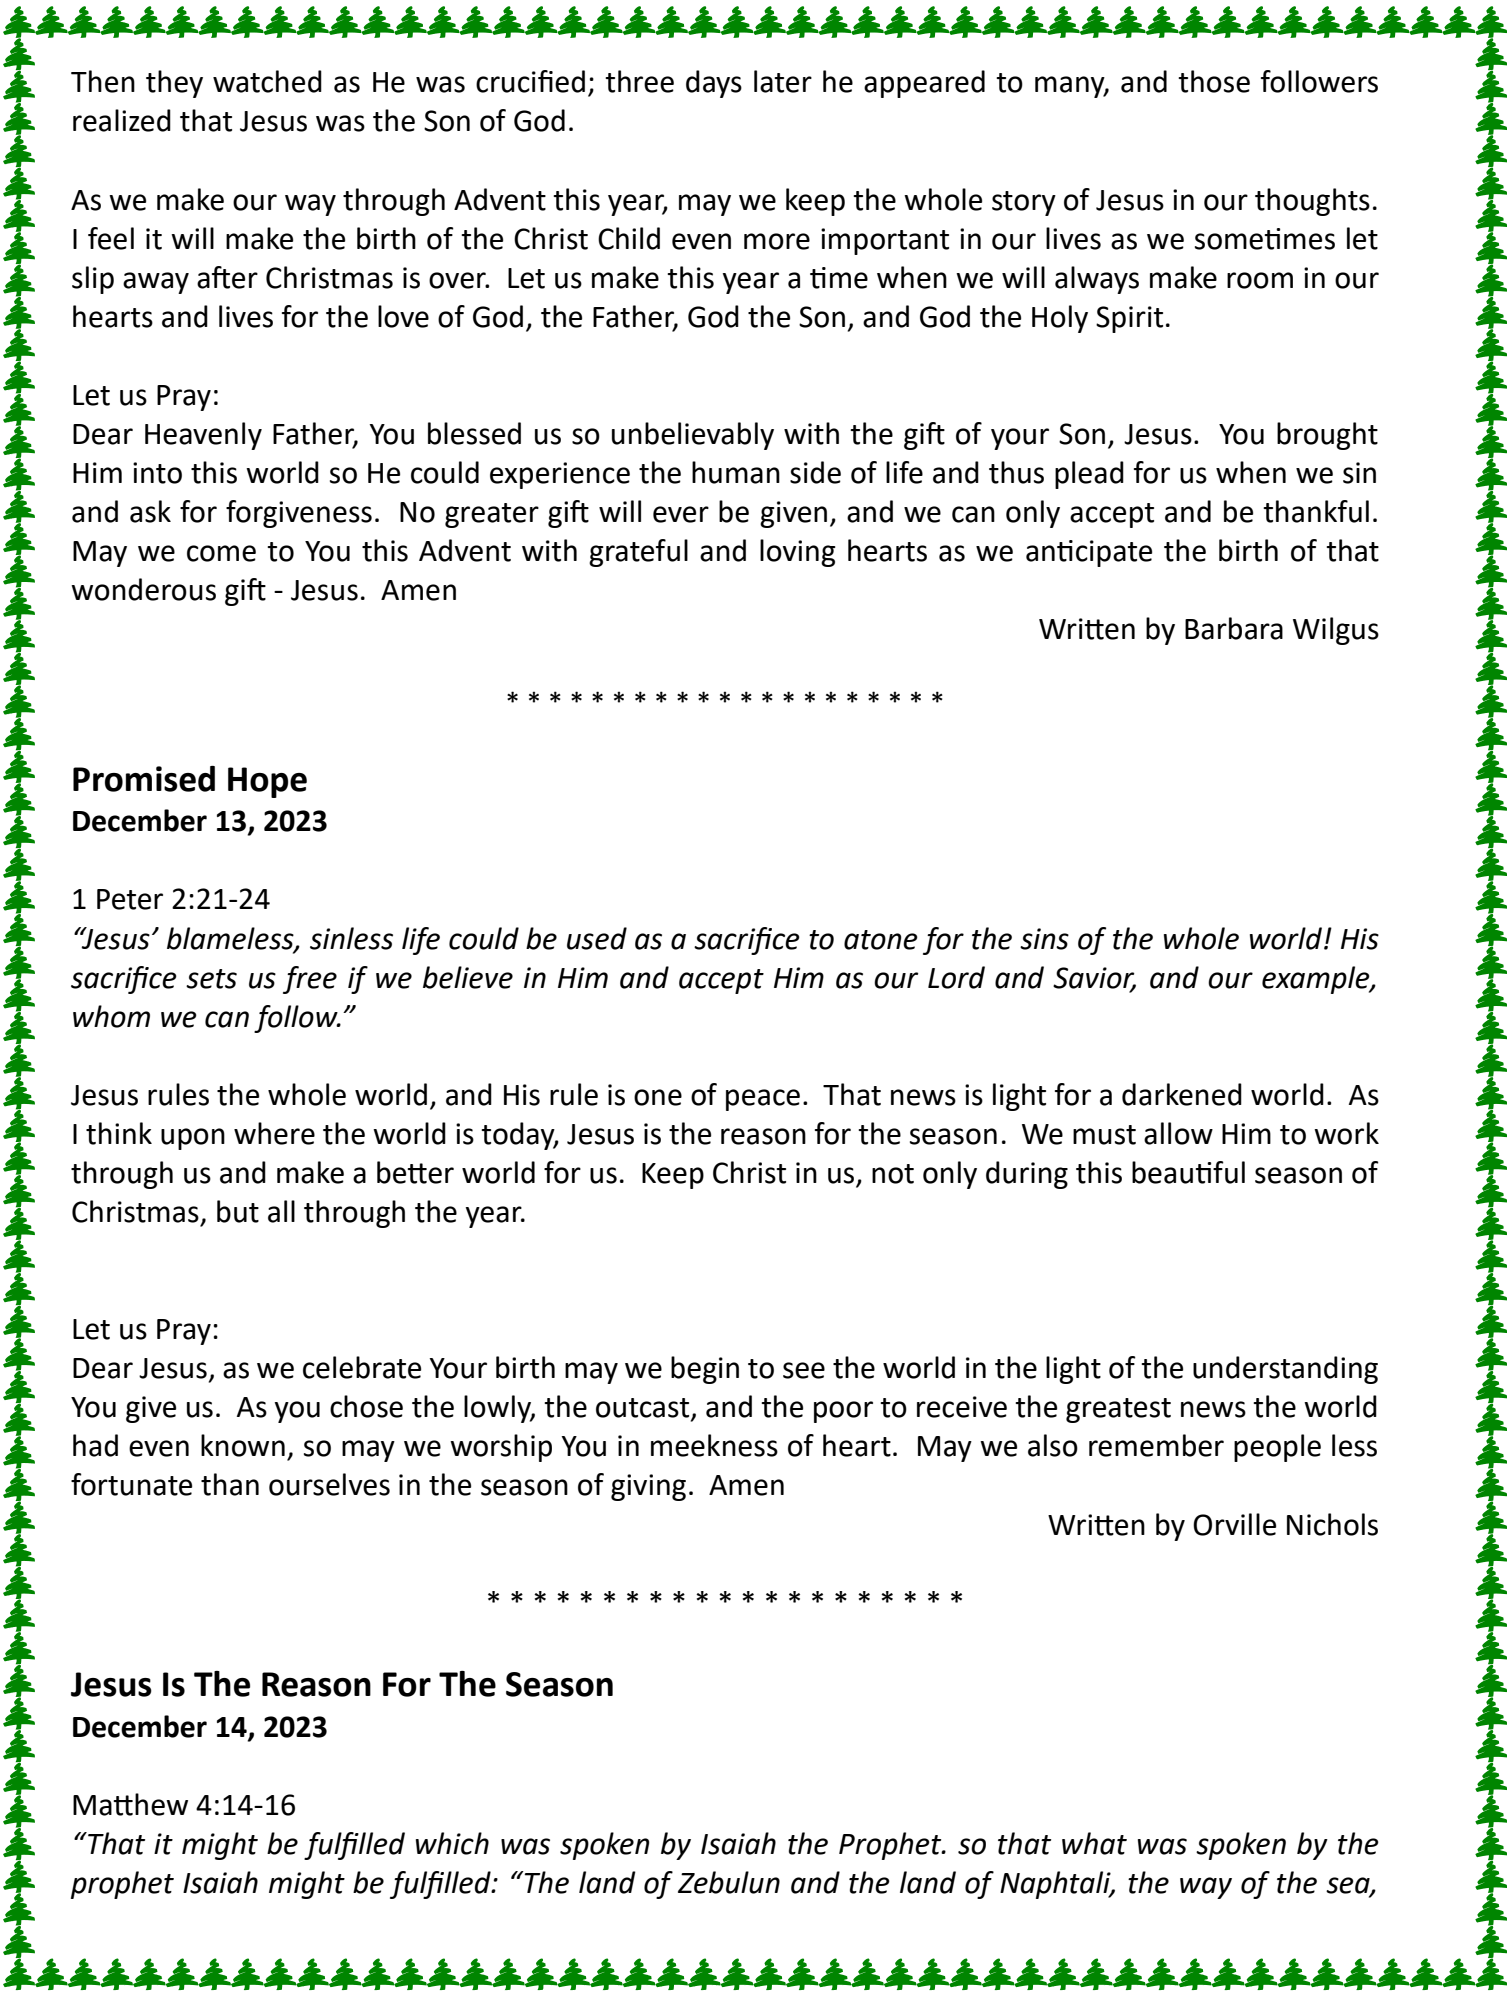 Then they watched as He was crucified; three days later he appeared to many, and those followers
realized that Jesus was the Son of God.
As we make our way through Advent this year, may we keep the whole story of Jesus in our thoughts.
I feel it will make the birth of the Christ Child even more important in our lives as we sometimes let
slip away after Christmas is over.  Let us make this year a time when we will always make room in our
hearts and lives for the love of God, the Father, God the Son, and God the Holy Spirit.
Let us Pray:
Dear Heavenly Father, You blessed us so unbelievably with the gift of your Son, Jesus.  You brought
Him into this world so He could experience the human side of life and thus plead for us when we sin
and ask for forgiveness.  No greater gift will ever be given, and we can only accept and be thankful.
May we come to You this Advent with grateful and loving hearts as we anticipate the birth of that
wonderous gift - Jesus.  Amen
Written by Barbara Wilgus
* * * * * * * * * * * * * * * * * * * * *
Promised Hope
December 13, 2023
1 Peter 2:21-24
“Jesus’ blameless, sinless life could be used as a sacrifice to atone for the sins of the whole world! His
sacrifice sets us free if we believe in Him and accept Him as our Lord and Savior, and our example,
whom we can follow.”
Jesus rules the whole world, and His rule is one of peace.  That news is light for a darkened world.  As
I think upon where the world is today, Jesus is the reason for the season.  We must allow Him to work
through us and make a better world for us.  Keep Christ in us, not only during this beautiful season of
Christmas, but all through the year.
Let us Pray:
Dear Jesus, as we celebrate Your birth may we begin to see the world in the light of the understanding
You give us.  As you chose the lowly, the outcast, and the poor to receive the greatest news the world
had even known, so may we worship You in meekness of heart.  May we also remember people less
fortunate than ourselves in the season of giving.  Amen
Written by Orville Nichols
* * * * * * * * * * * * * * * * * * * * *
Jesus Is The Reason For The Season
December 14, 2023
Matthew 4:14-16
“That it might be fulfilled which was spoken by Isaiah the Prophet. so that what was spoken by the
prophet Isaiah might be fulfilled: “The land of Zebulun and the land of Naphtali, the way of the sea,